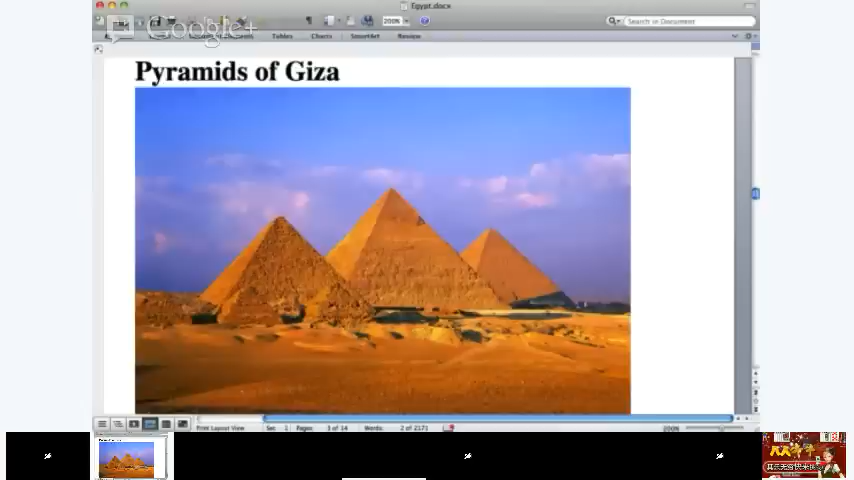 Egypt.docx
Google+
200%
Search in Document
Tables
Charts
SmartArt
Review
Pyramids of Giza
Print Layout View
Sec 1
Pages: 3 of 14
Words: 2 of 2171
200%